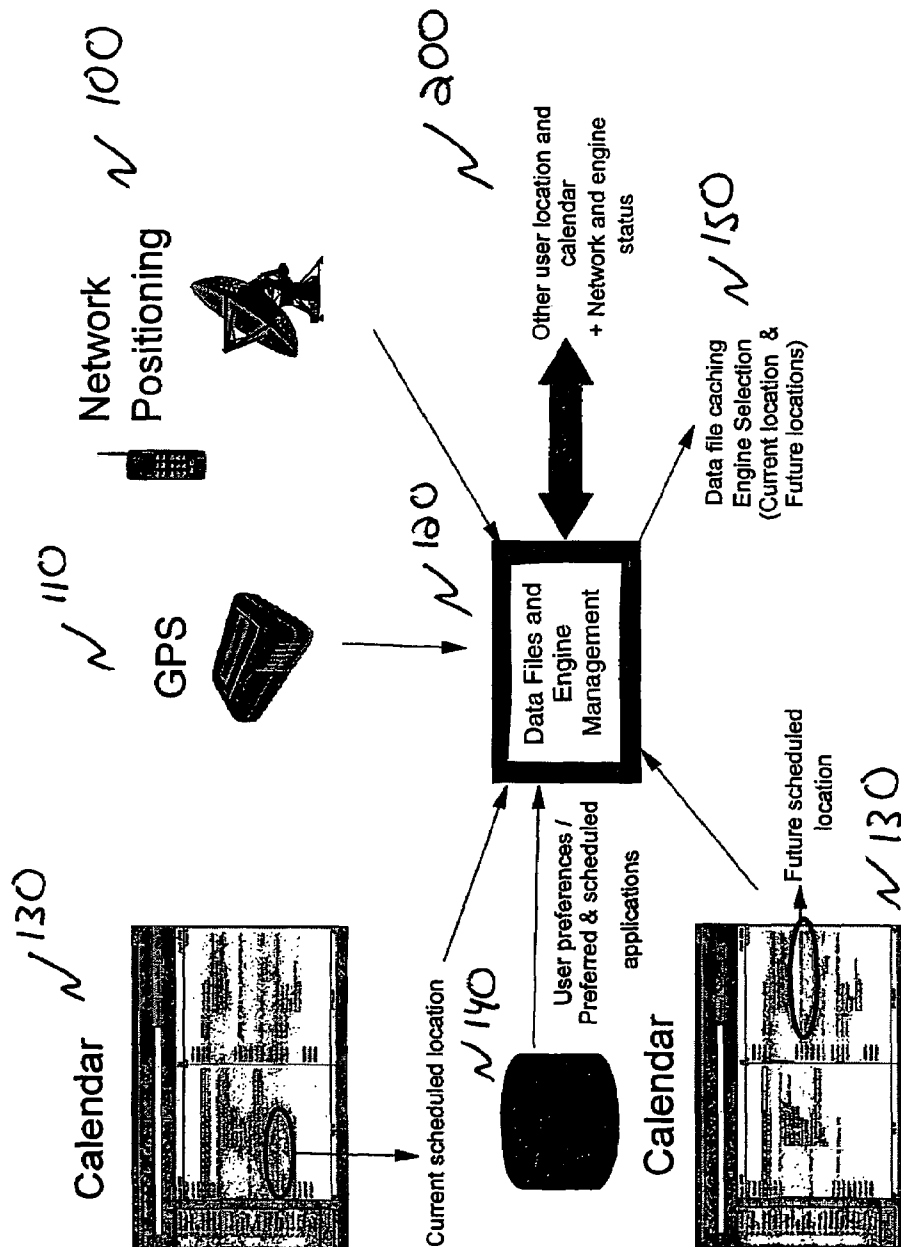 Calendar
130
Current scheduled location
140
User preferences /
Preferred & scheduled
applications
Calendar
Future scheduled
location
130
GPS
110
120
Data Files and
Engine
Management
Network
Positioning
100
200
Other user location and
calendar
+ Network and engine
status
Data file caching
Engine Selection
(Current location &
Future locations)
150